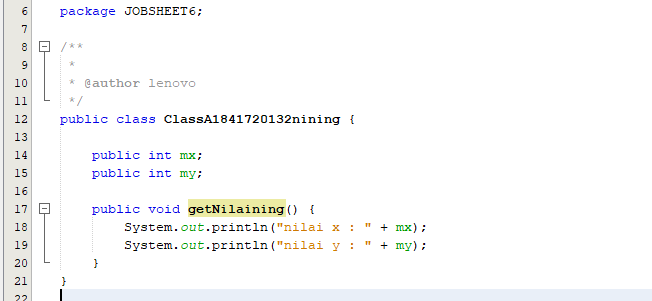 6 package JOBSHEET6;
7
8 /**
9 *
10 * @author lenovo
11 */
12 public class ClassA1841720132nining {
13
14 public int mx;
15 public int my;
16
17 public void getNilaining() {
18 System.out.println("nilai x : " + mx);
19 System.out.println("nilai y : " + my);
20 }
21 }
22